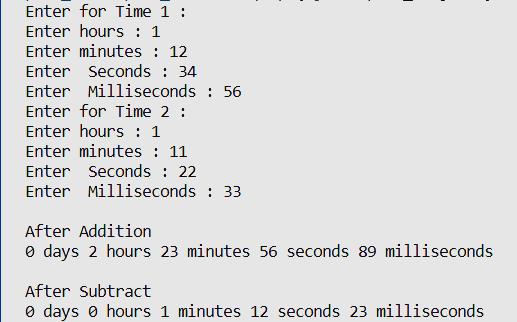 Enter for Time 1 :
Enter hours : 1
Enter minutes : 12
Enter  Seconds : 34
Enter  Milliseconds : 56
Enter for Time 2 :
Enter hours : 1
Enter minutes : 11
Enter  Seconds : 22
Enter  Milliseconds : 33
After Addition
0 days 2 hours 23 minutes 56 seconds 89 milliseconds
After Subtract
0 days 0 hours 1 minutes 12 seconds 23 milliseconds